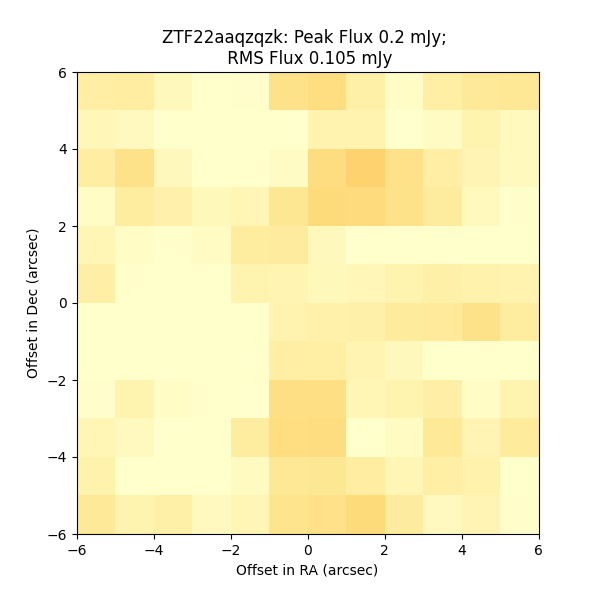 ZTF22aaqzqzk: Peak Flux 0.2 mJy;
RMS Flux 0.105 mJy
6
4
2
0
−2
−4
−6
Offset in Dec (arcsec)
−6 −4 −2 0 2 4 6
Offset in RA (arcsec)